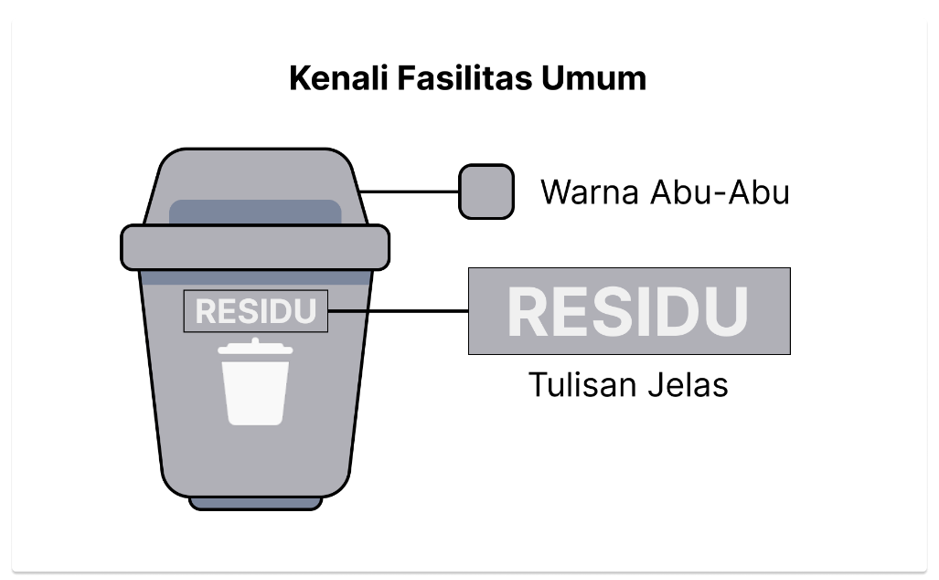 Kenali Fasilitas Umum
Warna Abu-Abu
RESIDU
RESIDU
Tulisan Jelas